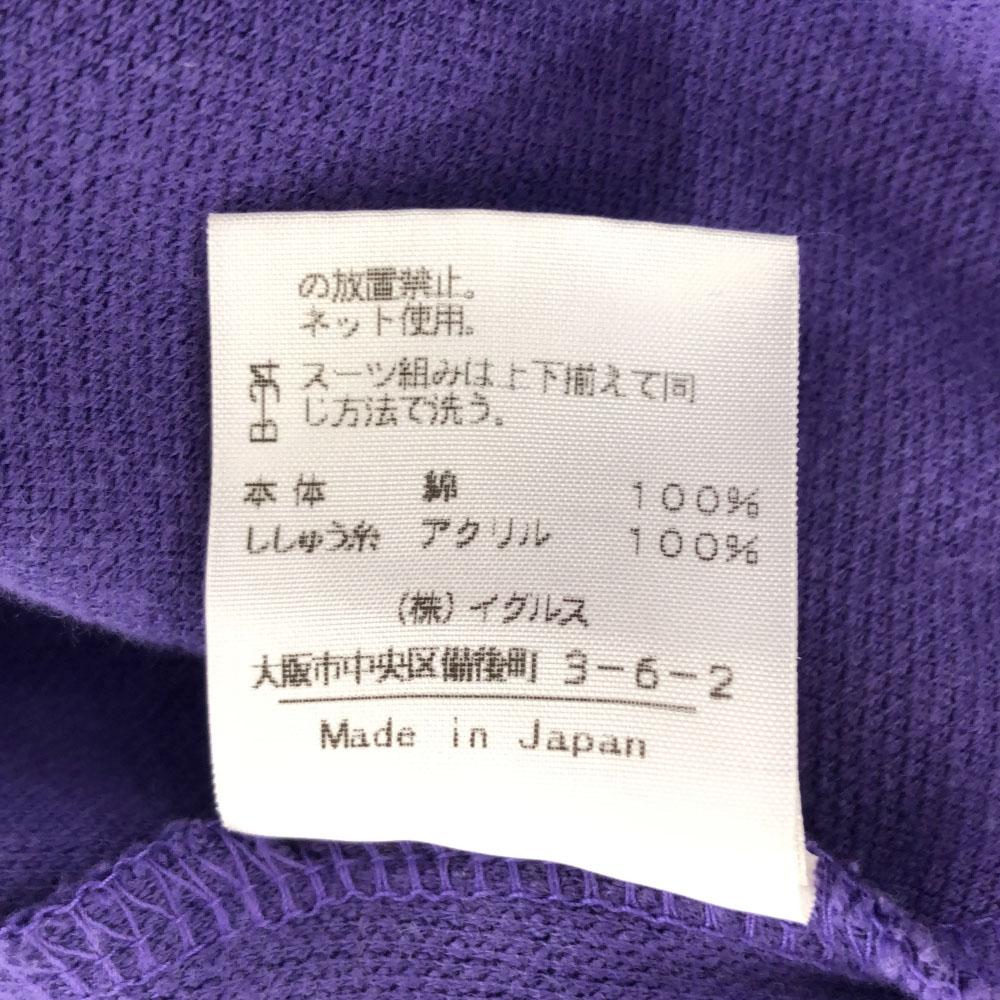 の放置禁止。
ネット使用。
スーツ組みは上下揃えて同
じ方法で洗う。
本体 綿 100%
ししゅう糸 アクリル 100%
(株)イグルス
大阪市中央区備後町 3-6-2
Made in Japan